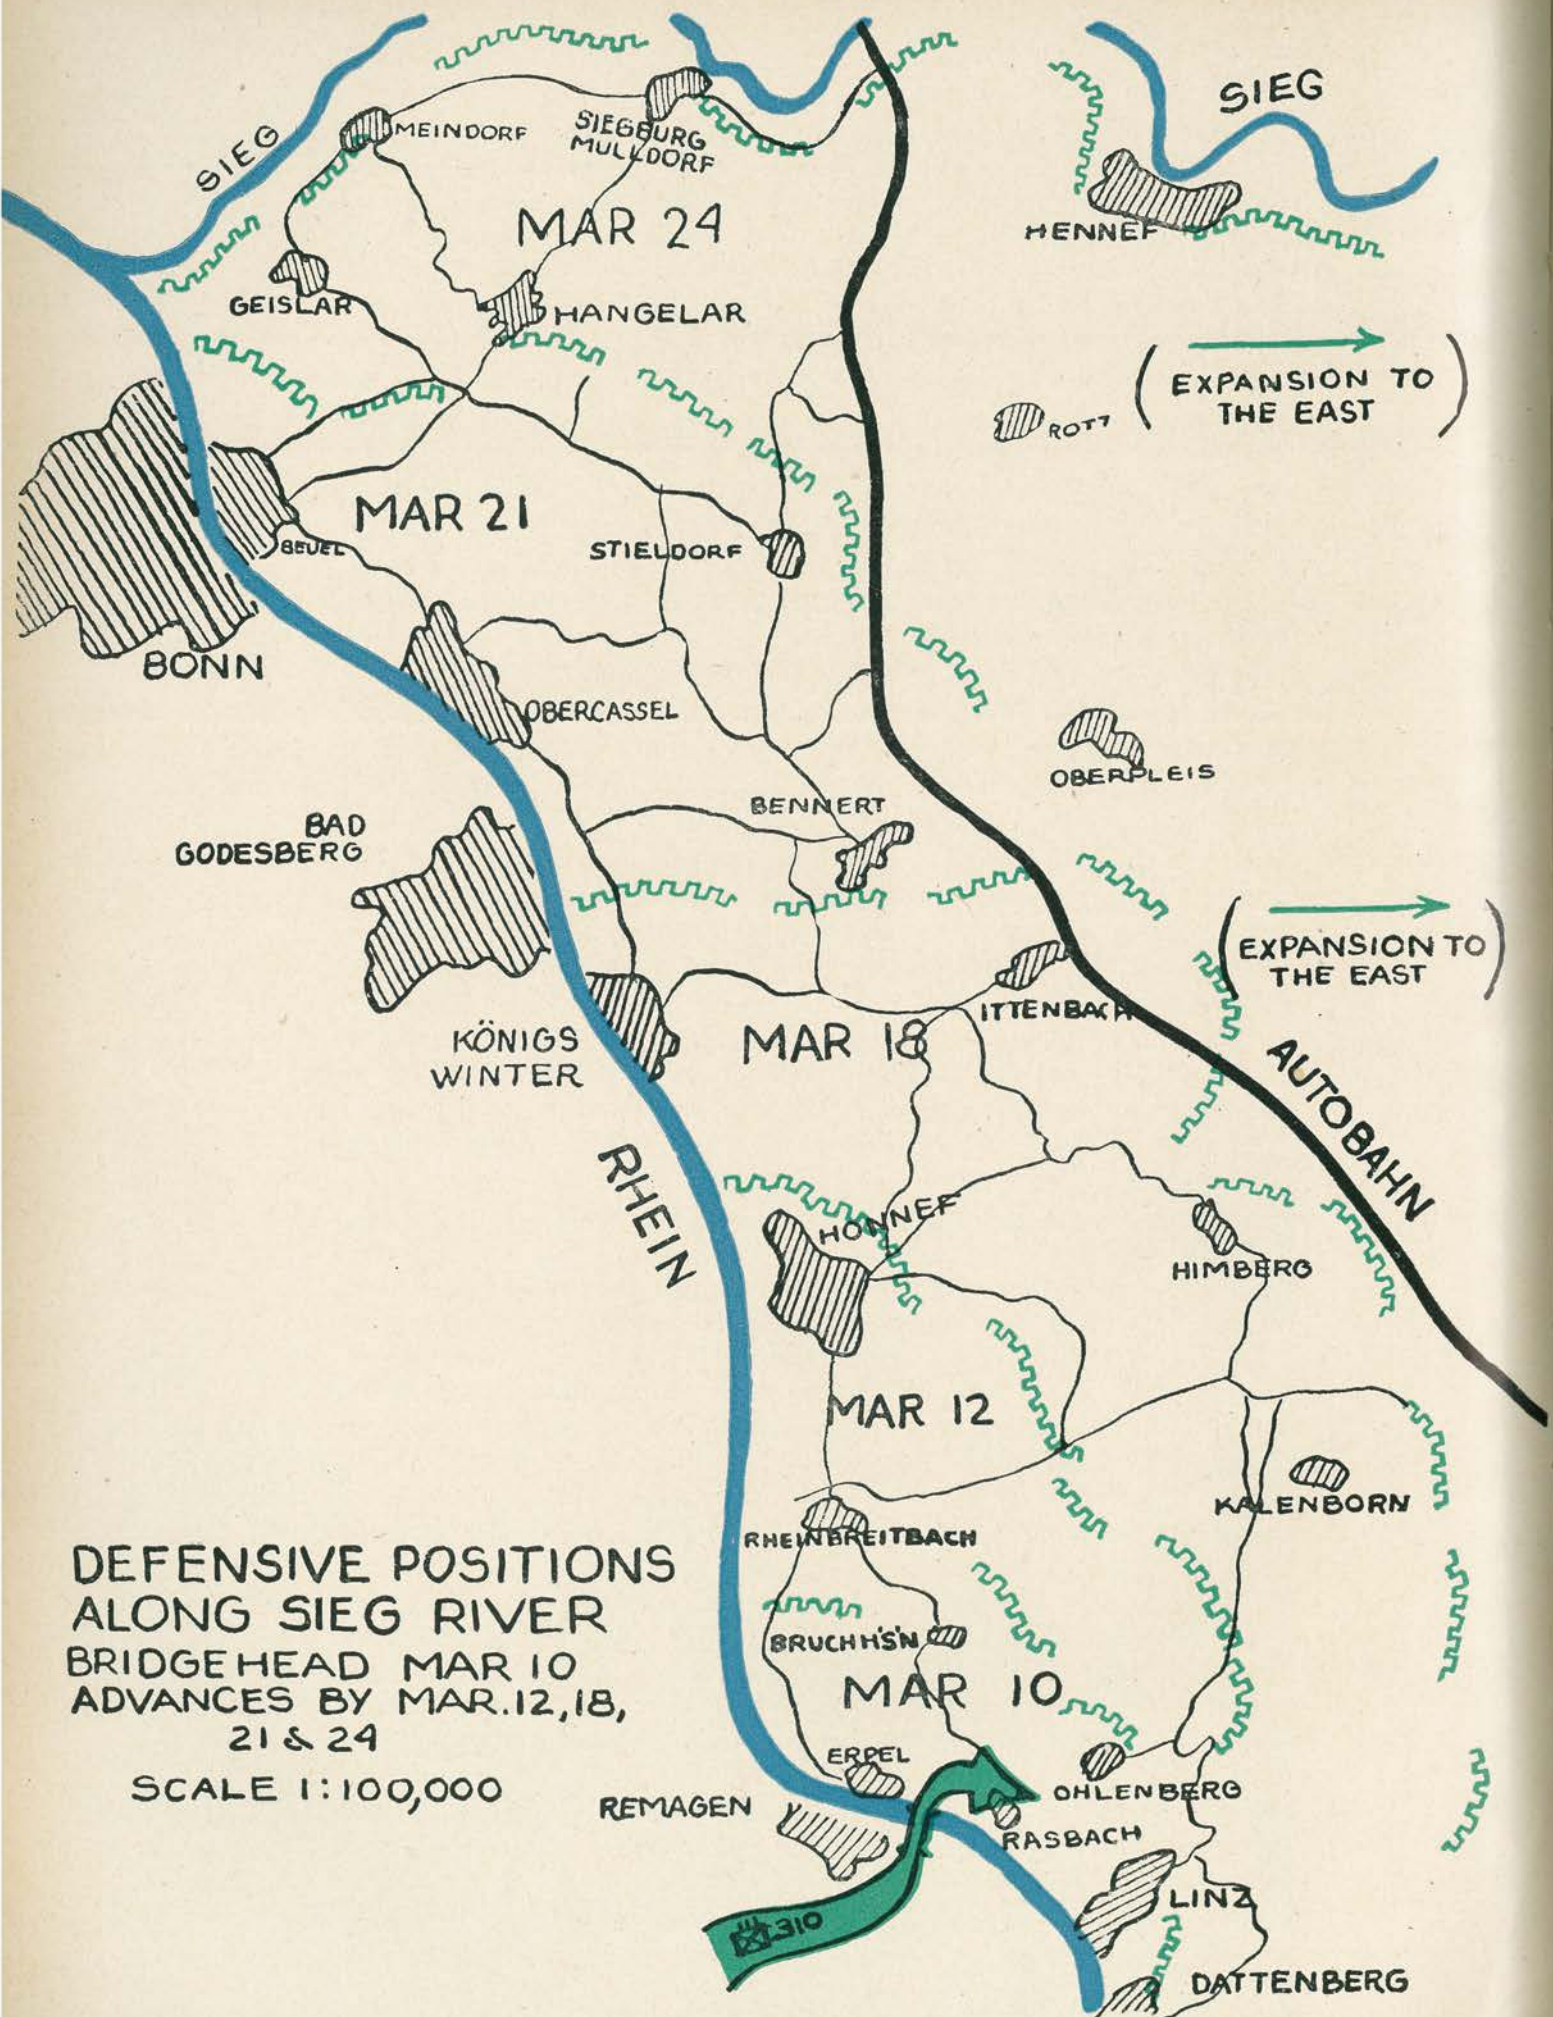 SIEG
SIEG
MEINDORF
SIEGBURG
MULLDORF
MAR 24
HENNEF
GEISLAR
HANGELAR
EXPANSION TO
THE EAST
ROTT
MAR 21
BEUEL
STIELDORF
BONN
OBERCASSEL
OBERPLEIS
BENNERT
BAD
GODESBERG
(EXPANSION TO)
THE EAST
ITTENBACH
KÖNIGS
WINTER
MAR 18
AUTOBAHN
RHEIN
HONNEF
HIMBERG
MAR 12
KALENBORN
RHEINBREITBACH
DEFENSIVE POSITIONS
ALONG SIEG RIVER
BRIDGEHEAD MAR 10
ADVANCES BY MAR.12,18,
21 & 24
SCALE 1:100,000
BRUCHH'S'N
MAR 10
ERPEL
OHLENBERG
REMAGEN
RASBACH
LINZ
310
DATTENBERG